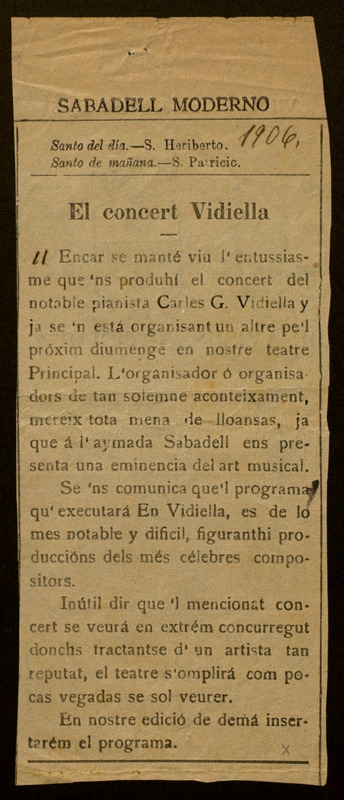 SABADELL MODERNO
Santo del dia.—S. Heriberto. 1906.
Santo de mañana.—S. Patricio.
El concert Vidiella
Encar se manté viu l'entussias-
me que 'ns produhí el concert del
notable pianista Carles G. Vidiella y
ja se 'n está organisant un altre pe'l
próxim diumenge en nostre teatre
Principal. L'organisador ó organisa-
dors de tan solemne aconteixament,
mereix tota mena de lloansas, ja
que á l'aymada Sabadell ens pre-
senta una eminencia del art musical.
Se 'ns comunica que'l programa
qu' executará En Vidiella, es de lo
mes notable y dificil, figuranthi pro-
duccións dels més célebres compo-
sitors.
Inútil dir que 'l mencionat con-
cert se veurá en extrém concurregut
donchs tractantse d' un artista tan
reputat, el teatre s'omplirá com po-
cas vegadas se sol veurer.
En nostre edició de demá inser-
tarém el programa.
x